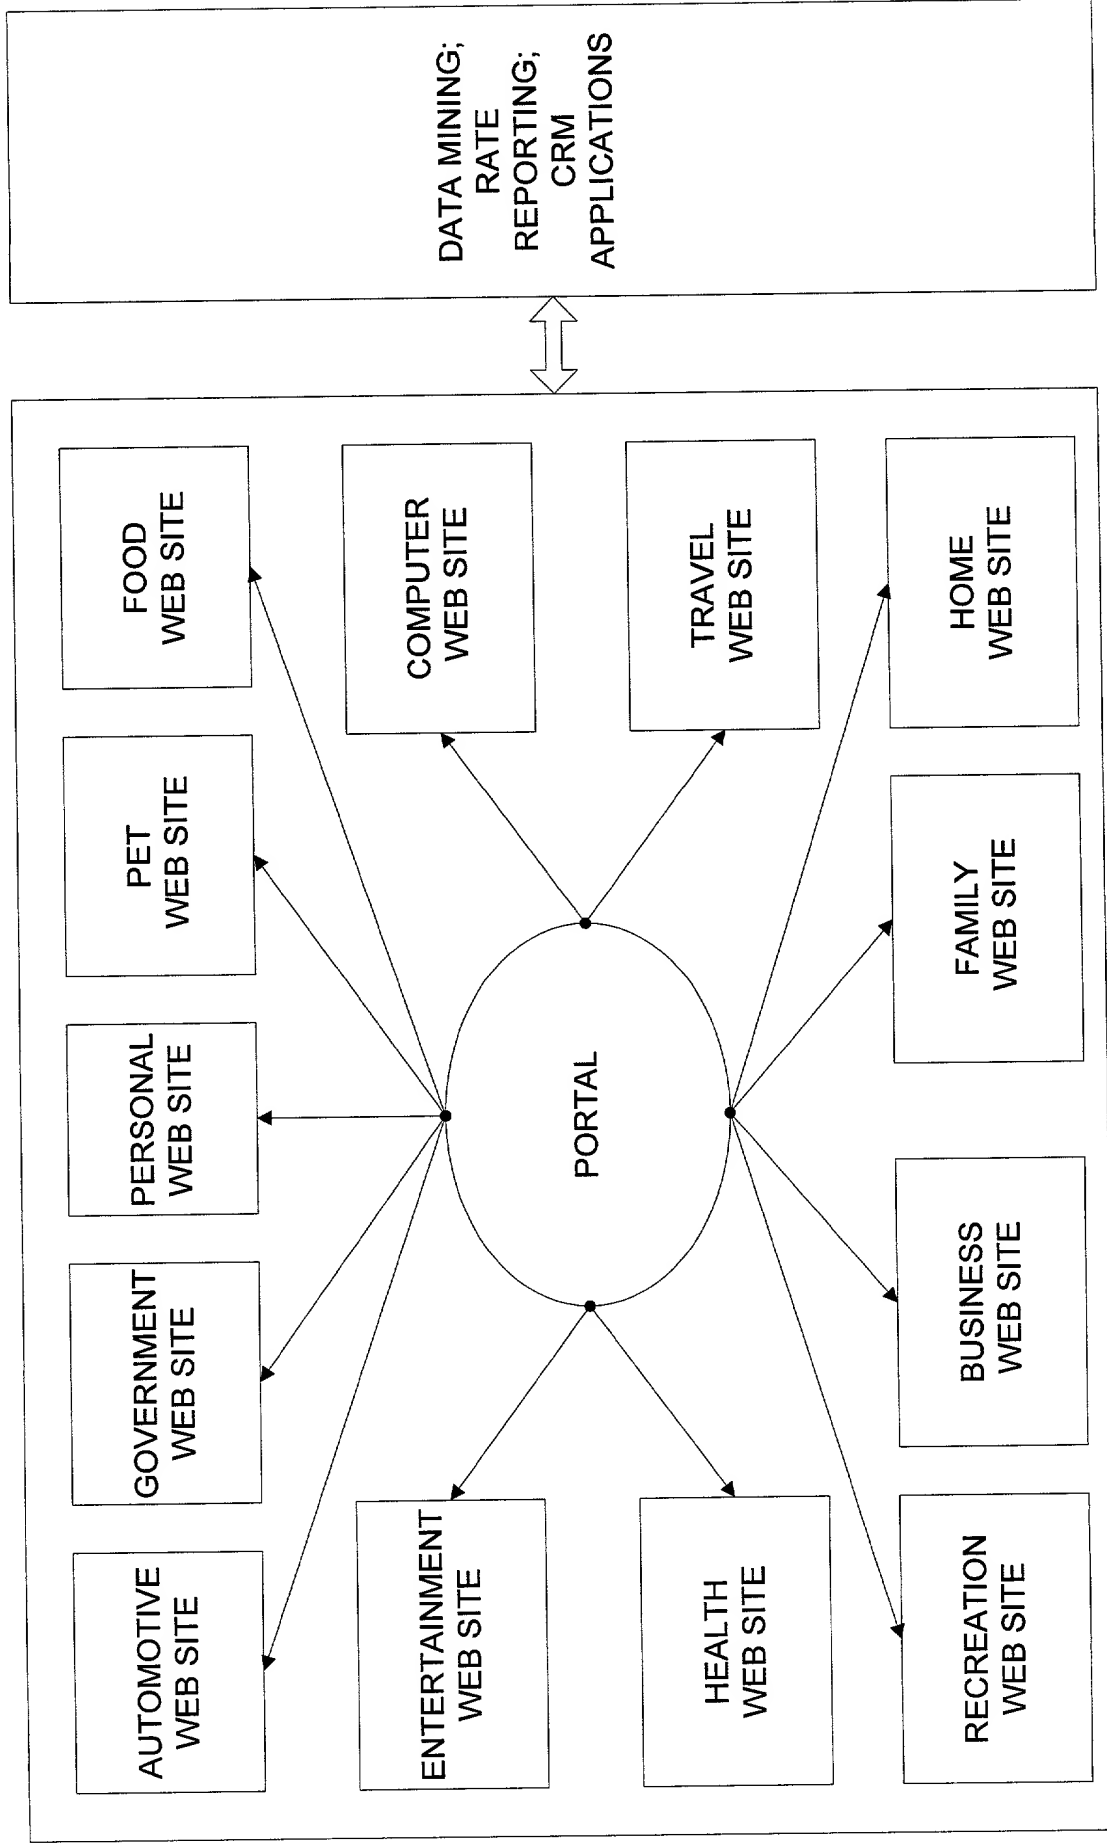 AUTOMOTIVE
WEB SITE
GOVERNMENT
WEB SITE
PERSONAL
WEB SITE
PET
WEB SITE
FOOD
WEB SITE
ENTERTAINMENT
WEB SITE
COMPUTER
WEB SITE
PORTAL
HEALTH
WEB SITE
TRAVEL
WEB SITE
RECREATION
WEB SITE
BUSINESS
WEB SITE
FAMILY
WEB SITE
HOME
WEB SITE
DATA MINING;
RATE
REPORTING;
CRM
APPLICATIONS